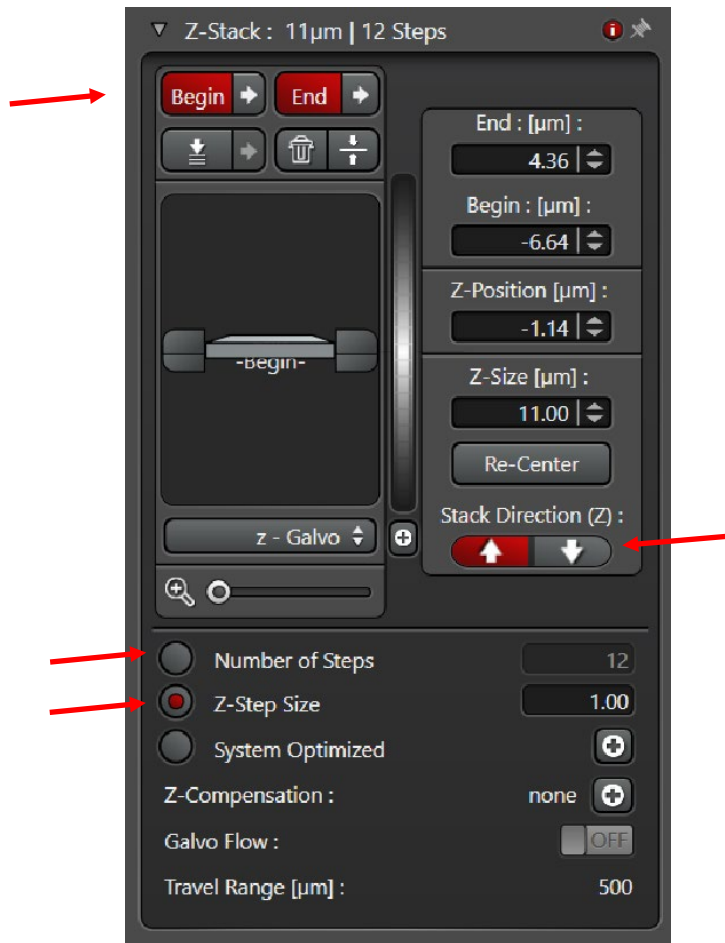 Z-Stack : 11µm | 12 Steps
Begin
End
End : [µm] :
4.36
Begin : [µm] :
-6.64
Z-Position [µm] :
-1.14
-Begin-
Z-Size [µm] :
11.00
Re-Center
Stack Direction (Z) :
z - Galvo
Number of Steps 12
Z-Step Size 1.00
System Optimized
Z-Compensation : none
Galvo Flow : OFF
Travel Range [µm] : 500